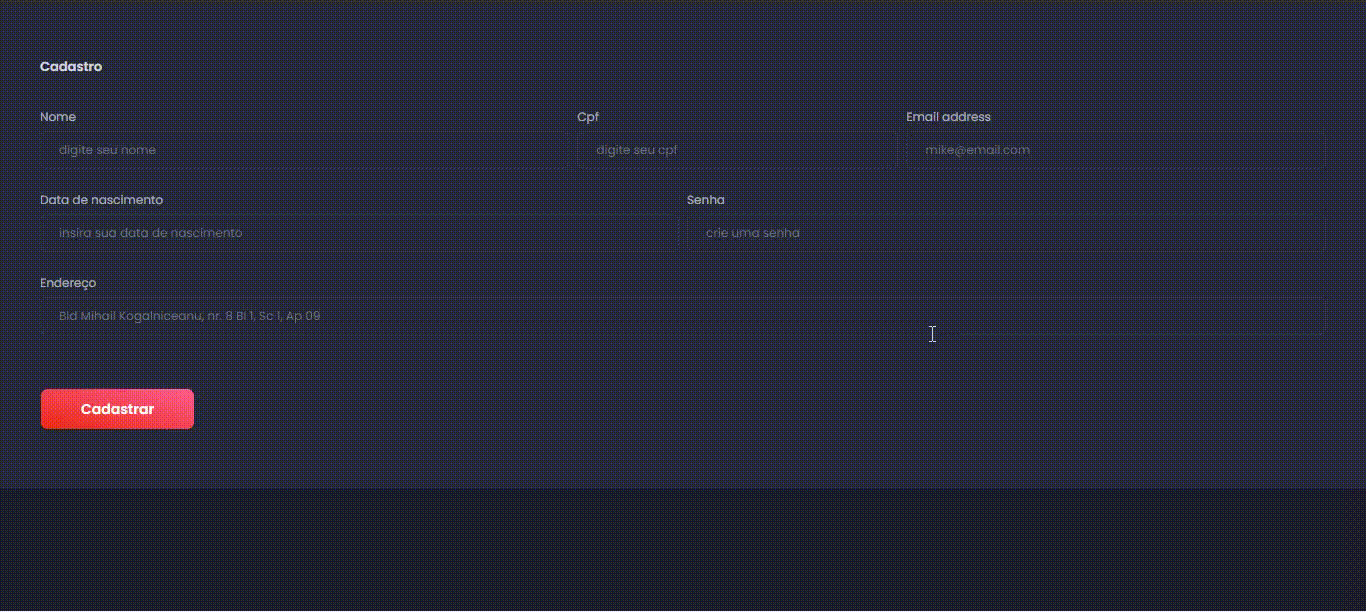 Cadastro
Nome Cpf Email address
digite seu nome digite seu cpf mike@email.com
Data de nascimento Senha
insira sua data de nascimento crie uma senha
Endereço
Bld Mihail Kogalniceanu, nr. 8 Bl 1, Sc 1, Ap 09
Cadastrar